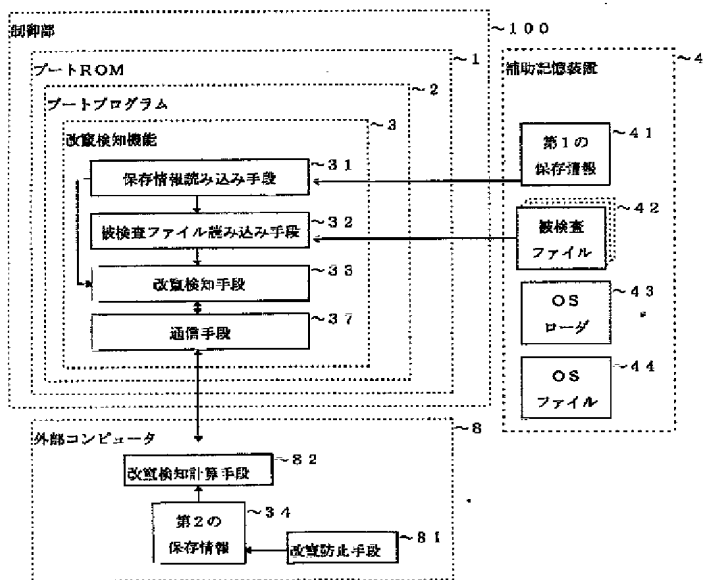 制御部
~100
ブートROM
~1
ブートプログラム
~2
改竄検知機能
~3
保存情報読み込み手段
~31
被検査ファイル読み込み手段
~32
改竄検知手段
~33
通信手段
~37
補助記憶装置
~4
第1の
保存情報
~41
被検査
ファイル
~42
OS
ローダ
~43
OS
ファイル
~44
外部コンピュータ
~8
改竄検知計算手段
~82
第2の
保存情報
~34
改竄防止手段
~81